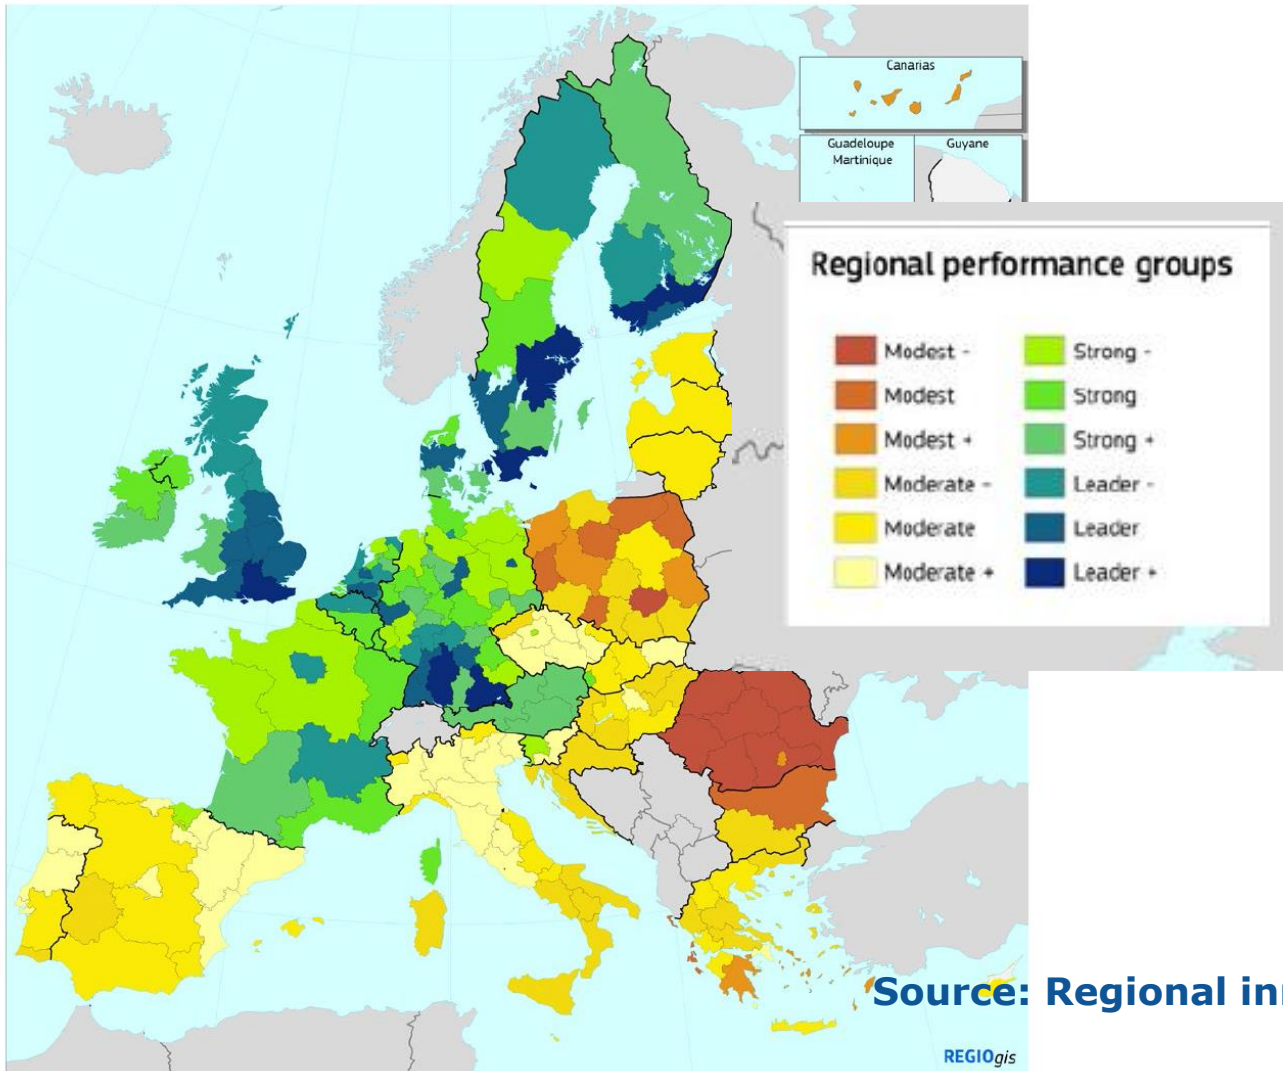 Canarias
Guadeloupe
Martinique
Guyane
Regional performance groups
Modest -
Modest
Modest +
Moderate -
Moderate
Moderate +
Strong -
Strong
Strong +
Leader -
Leader
Leader +
Source: Regional in
REGIOgis